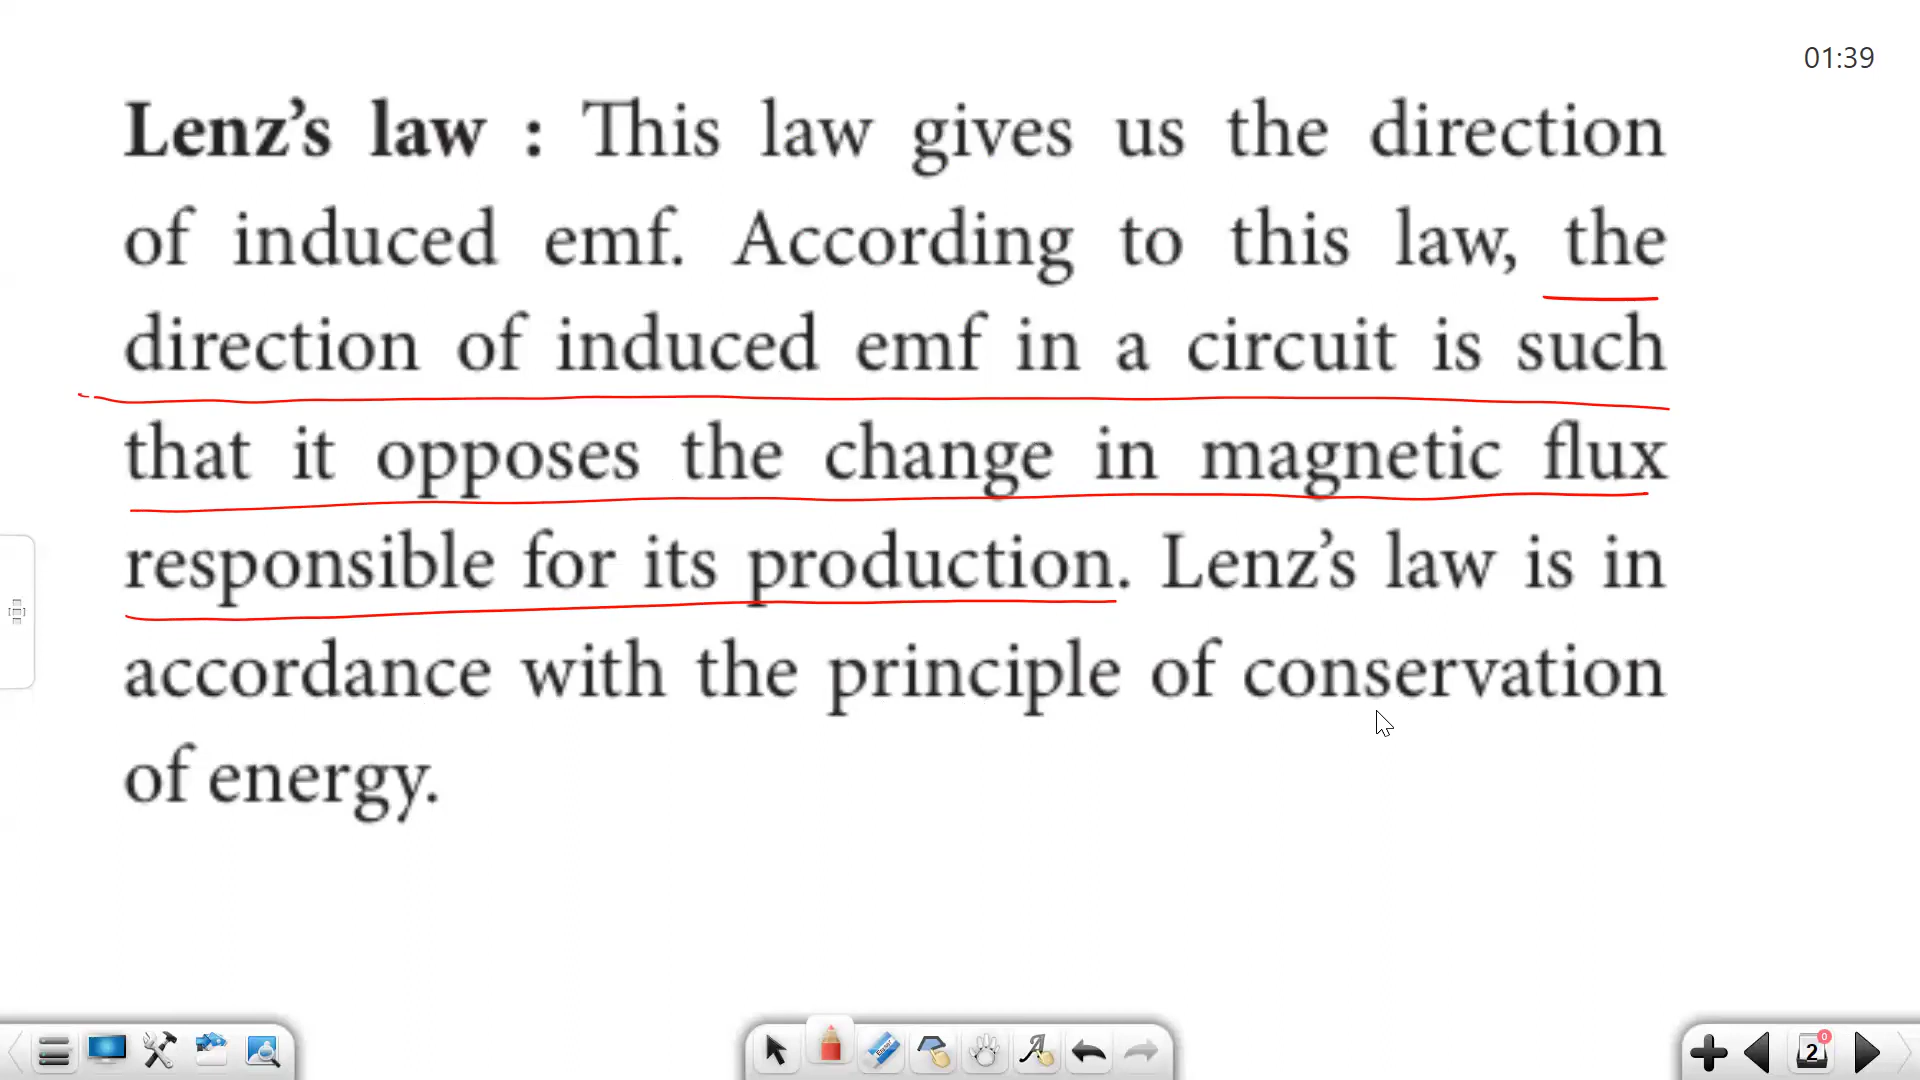 01:39
Lenz’s law : This law gives us the direction
of induced emf. According to this law, the
direction of induced emf in a circuit is such
that it opposes the change in magnetic flux
responsible for its production. Lenz’s law is in
accordance with the principle of conservation
of energy.
2
0